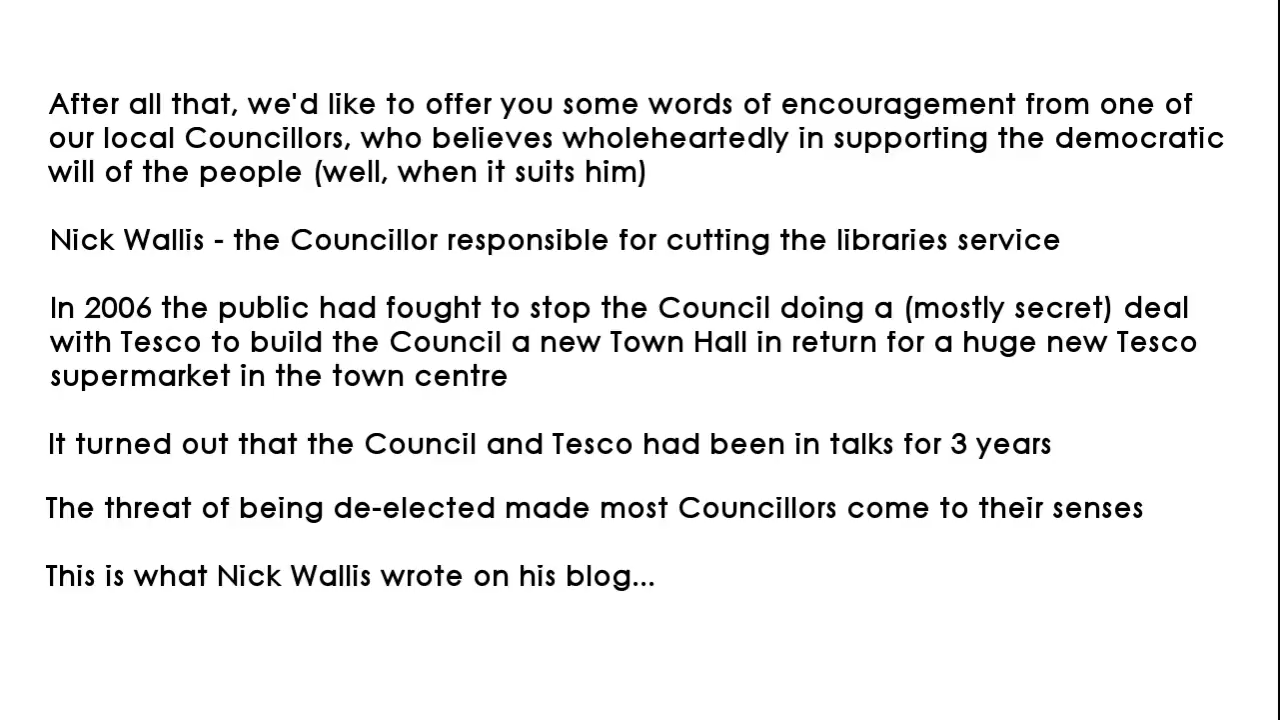 After all that, we'd like to offer you some words of encouragement from one of
our local Councillors, who believes wholeheartedly in supporting the democratic
will of the people (well, when it suits him)
Nick Wallis - the Councillor responsible for cutting the libraries service
In 2006 the public had fought to stop the Council doing a (mostly secret) deal
with Tesco to build the Council a new Town Hall in return for a huge new Tesco
supermarket in the town centre
It turned out that the Council and Tesco had been in talks for 3 years
The threat of being de-elected made most Councillors come to their senses
This is what Nick Wallis wrote on his blog...